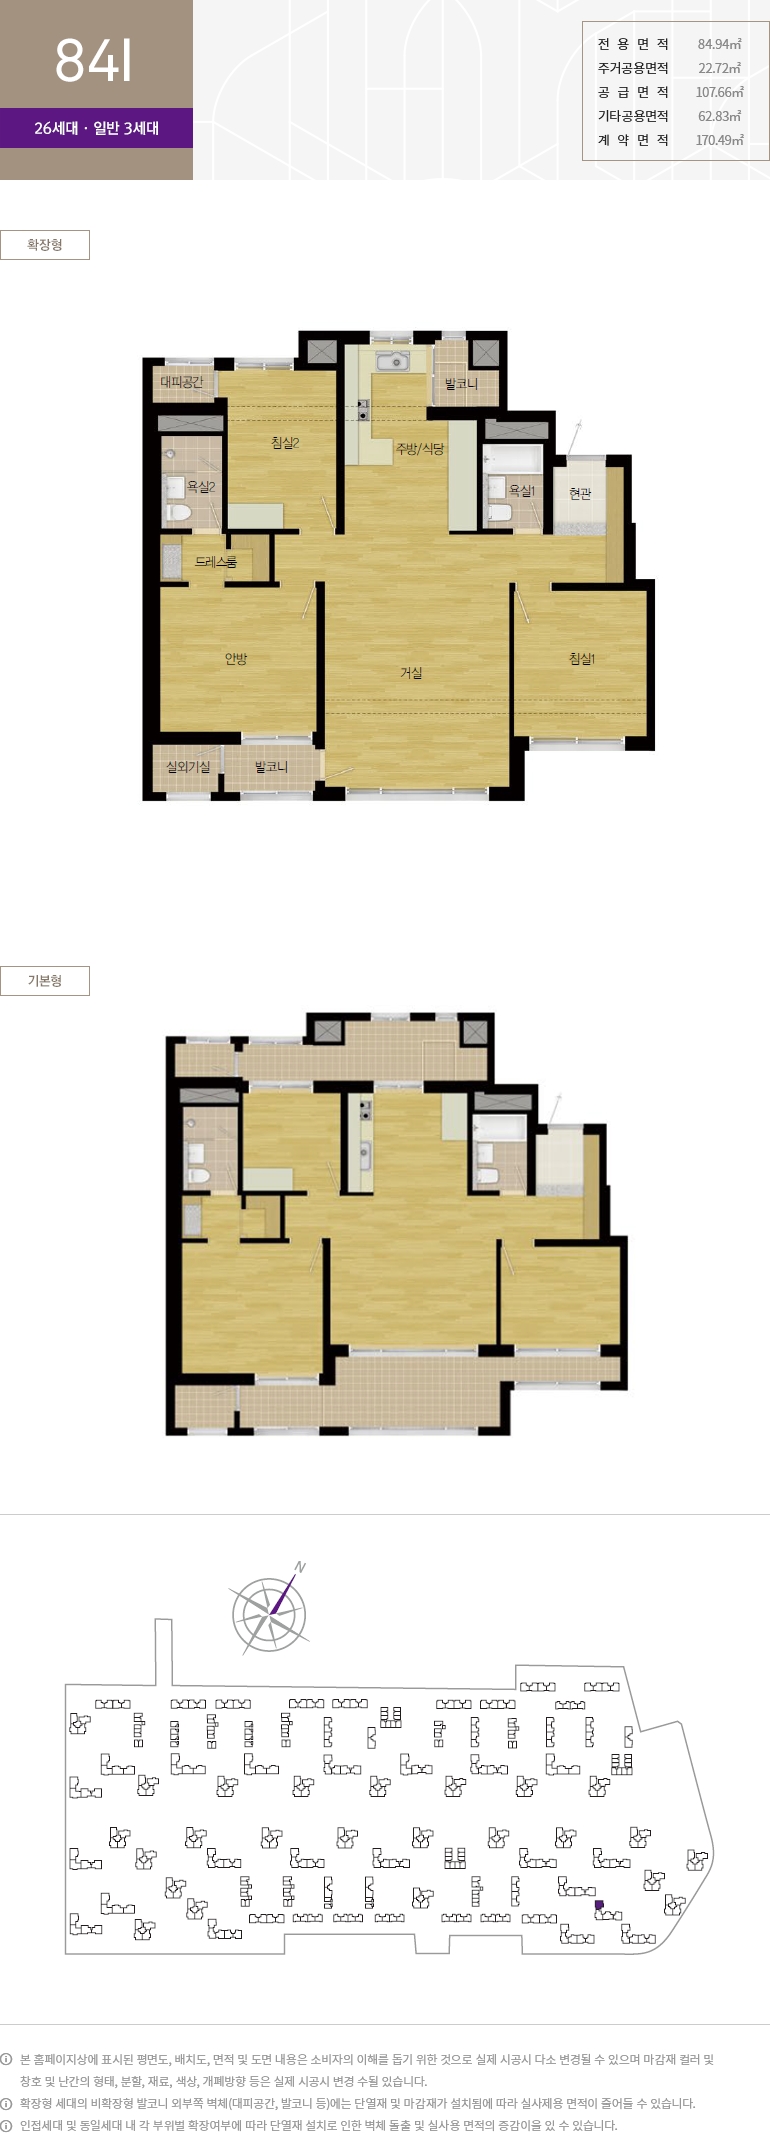 84I
26세대 · 일반 3세대
전 용 면 적 84.94㎡
주거공용면적 22.72㎡
공 급 면 적 107.66㎡
기타공용면적 62.83㎡
계 약 면 적 170.49㎡
확장형
대피공간
발코니
침실2
주방/식당
욕실2
욕실1
현관
드레스룸
안방
거실
침실1
실외기실
발코니
기본형
N
본 홈페이지상에 표시된 평면도, 배치도, 면적 및 도면 내용은 소비자의 이해를 돕기 위한 것으로 실제 시공시 다소 변경될 수 있으며 마감재 컬러 및
창호 및 난간의 형태, 분할, 재료, 색상, 개폐방향 등은 실제 시공시 변경 수될 있습니다.
확장형 세대의 비확장형 발코니 외부쪽 벽체(대피공간, 발코니 등)에는 단열재 및 마감재가 설치됨에 따라 실사제용 면적이 줄어들 수 있습니다.
인접세대 및 동일세대 내 각 부위별 확장여부에 따라 단열재 설치로 인한 벽체 돌출 및 실사용 면적의 증감이을 있 수 있습니다.